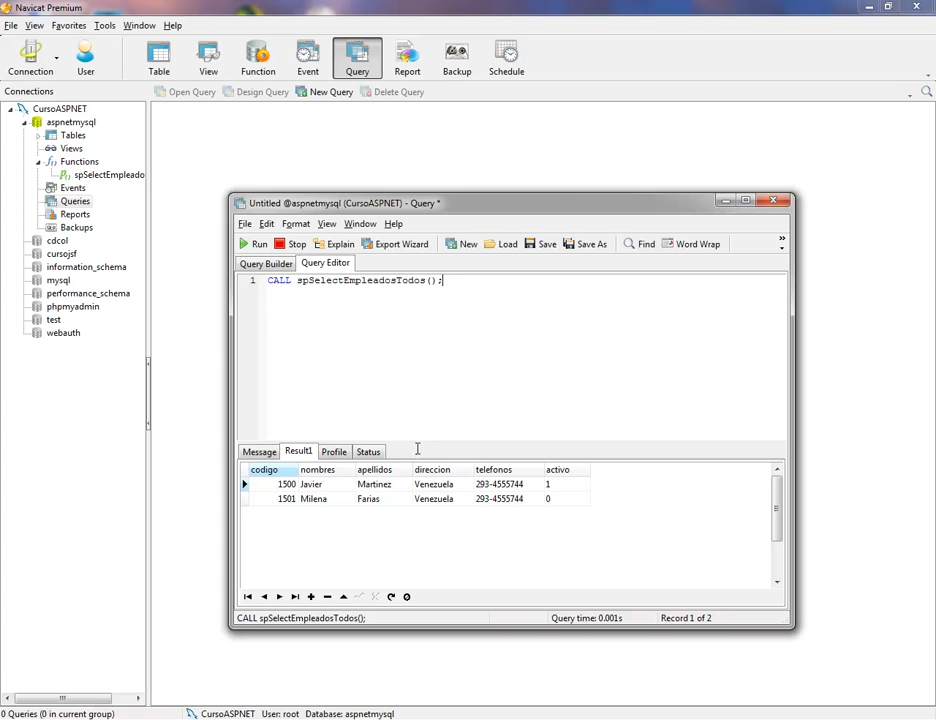 Navicat Premium
File View Favorites Tools Window Help
Connection User Table View Function Event Query Report Backup Schedule
Connections Open Query Design Query New Query Delete Query
CursoASPNET
aspnetmysql
Tables
Views
Functions
spSelectEmpleado
Events
Queries
Reports
Backups
cdcol
cursojsf
information_schema
mysql
performance_schema
phpmyadmin
test
webauth
Untitled @aspnetmysql (CursoASPNET) - Query *
File Edit Format View Window Help
Run Stop Explain Export Wizard New Load Save Save As Find Word Wrap
Query Builder Query Editor
1 CALL spSelectEmpleadosTodos();
Message Result1 Profile Status
codigo nombres apellidos direccion telefonos activo
1500 Javier Martinez Venezuela 293-4555744 1
1501 Milena Farias Venezuela 293-4555744 0
CALL spSelectEmpleadosTodos(); Query time: 0.001s Record 1 of 2
0 Queries (0 in current group) CursoASPNET User: root Database: aspnetmysql